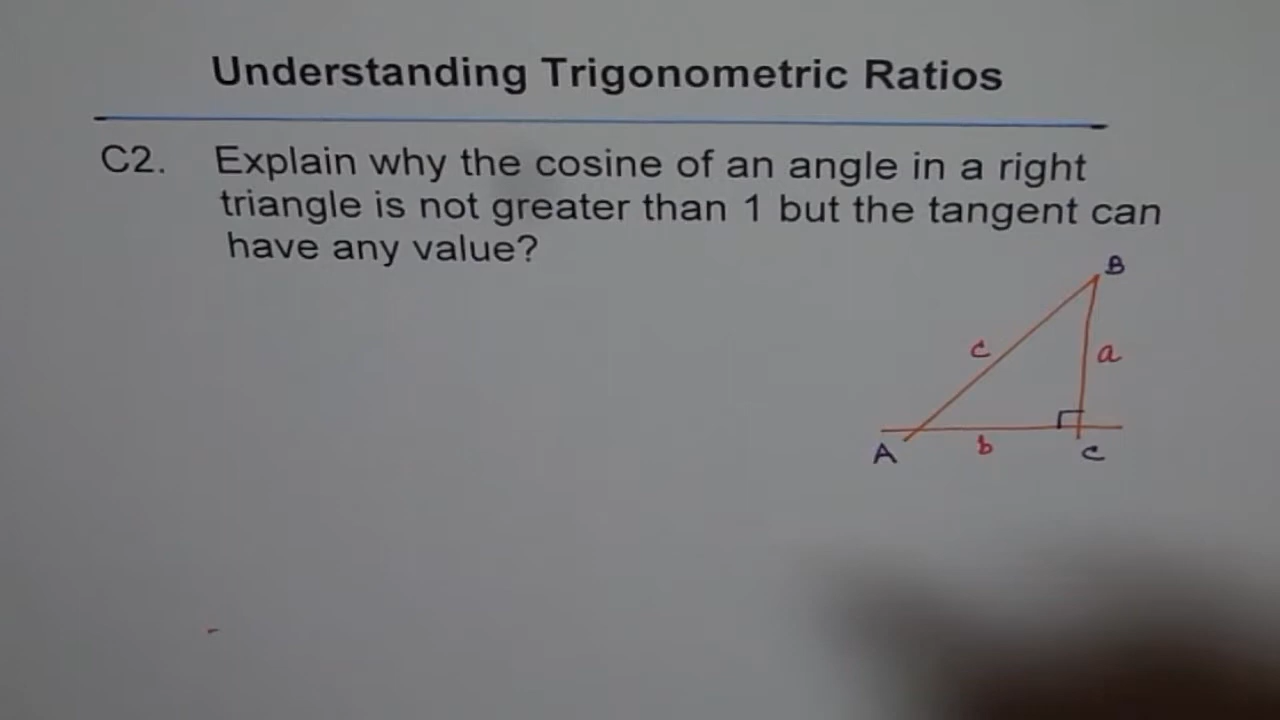 Understanding Trigonometric Ratios
C2. Explain why the cosine of an angle in a right
triangle is not greater than 1 but the tangent can
have any value?
B
c
a
A
b
C